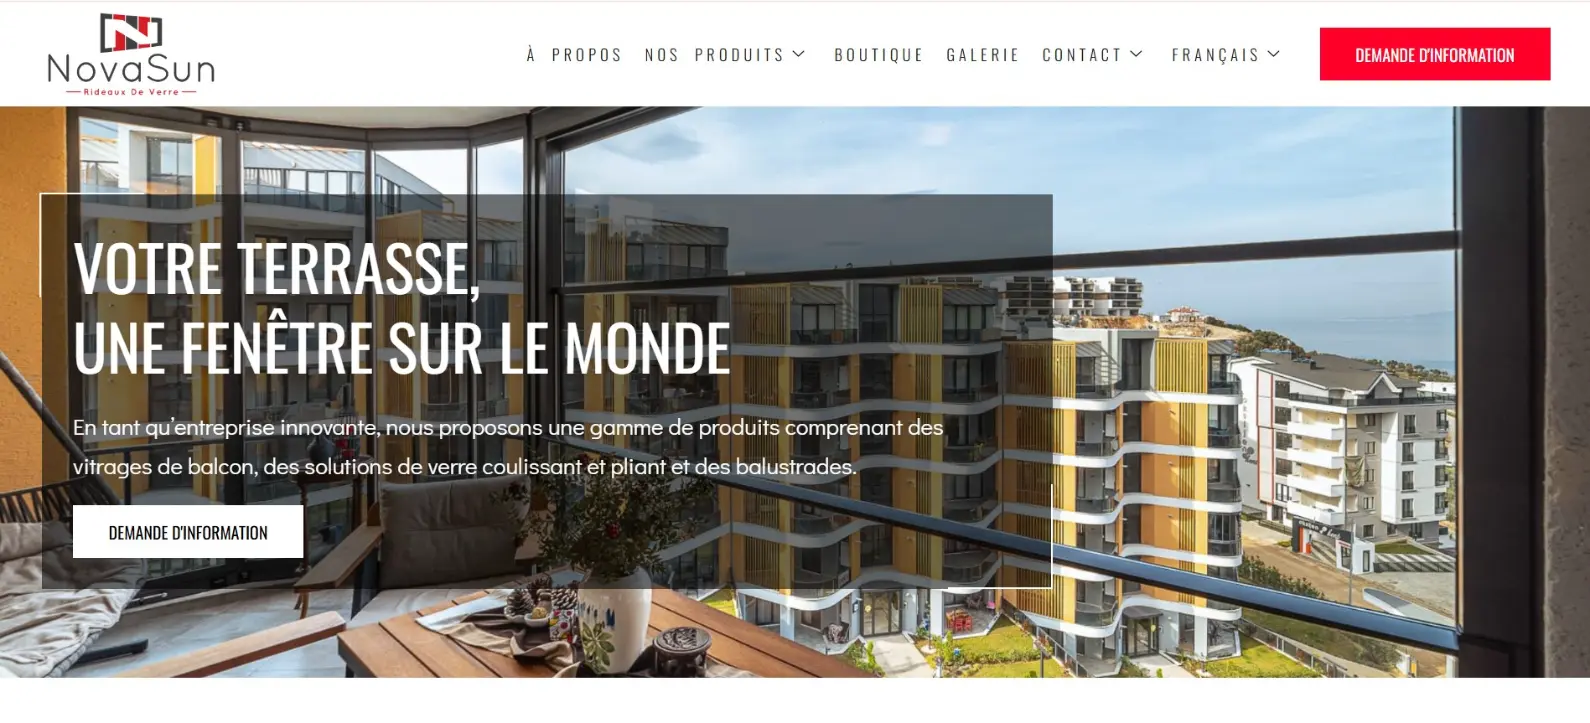 NovaSun
Rideaux De Verre
À PROPOS
NOS PRODUITS
BOUTIQUE
GALERIE
CONTACT
FRANÇAIS
DEMANDE D'INFORMATION
VOTRE TERRASSE,
UNE FENÊTRE SUR LE MONDE
En tant qu’entreprise innovante, nous proposons une gamme de produits comprenant des
vitrages de balcon, des solutions de verre coulissant et pliant et des balustrades.
DEMANDE D'INFORMATION